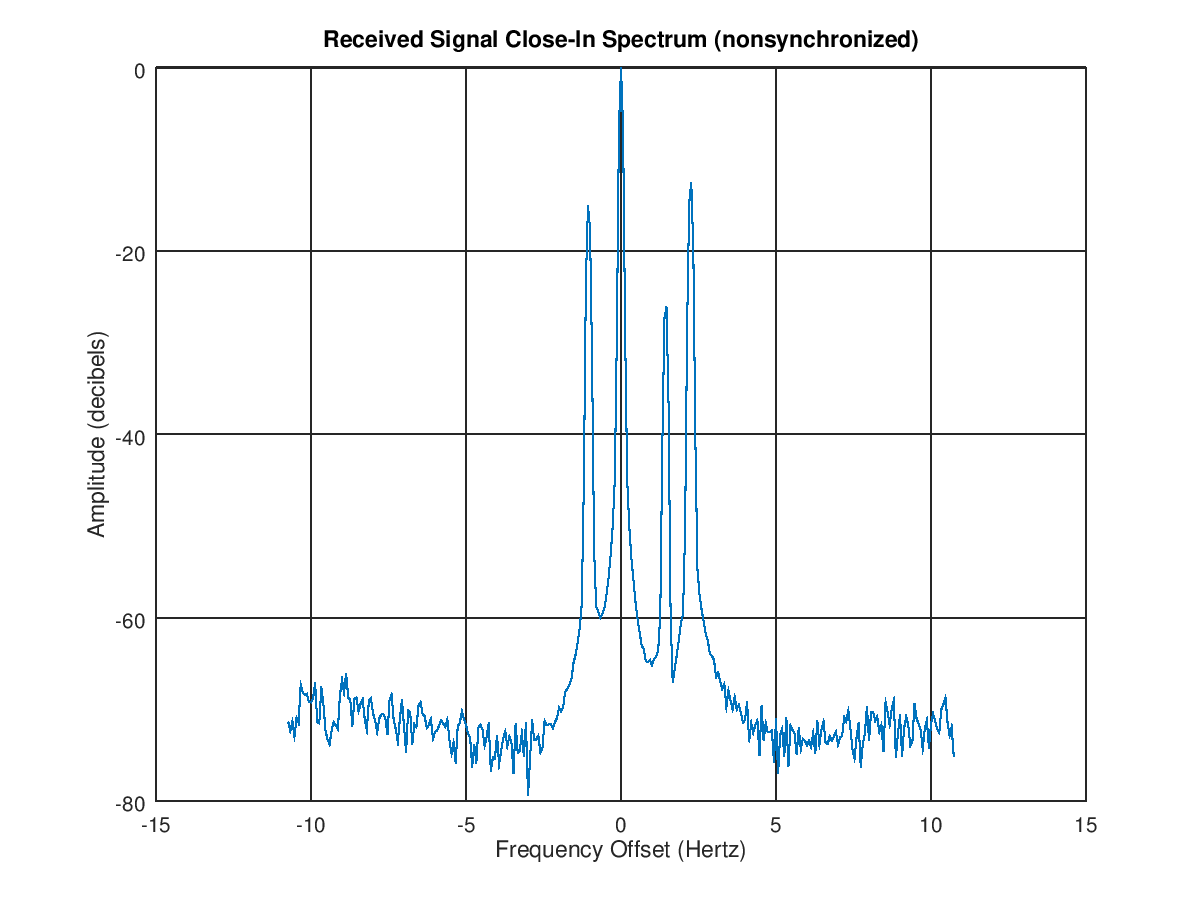 Received Signal Close-In Spectrum (nonsynchronized)
0
-20
-40
-60
-80
Amplitude (decibels)
-15 -10 -5 0 5 10 15
Frequency Offset (Hertz)